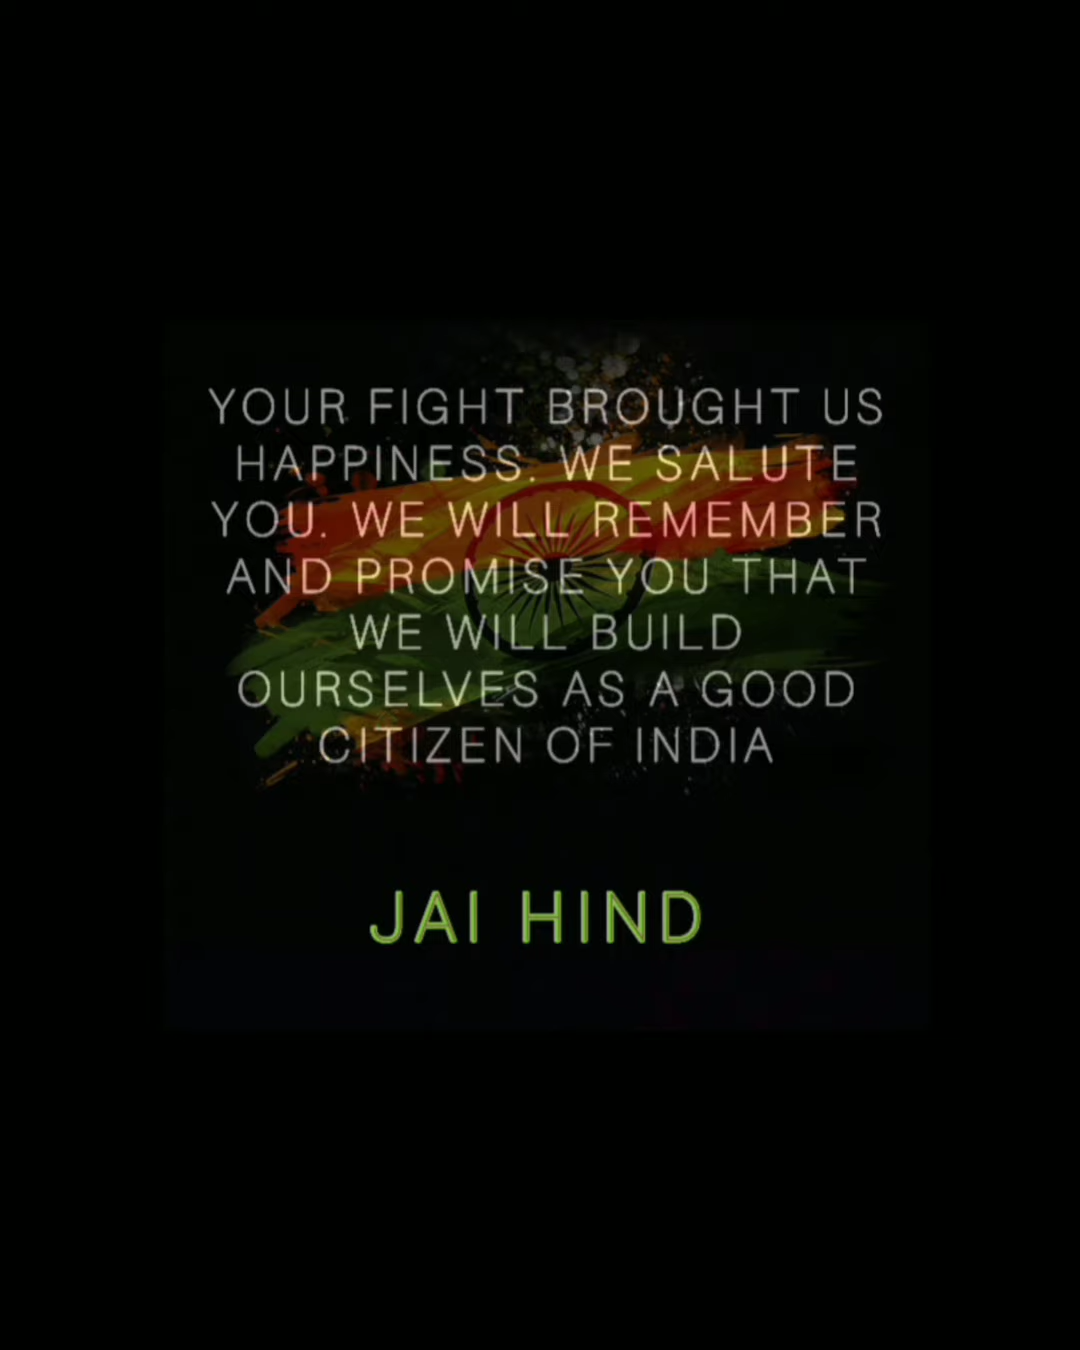 YOUR FIGHT BROUGHT US
HAPPINESS. WE SALUTE
YOU. WE WILL REMEMBER
AND PROMISE YOU THAT
WE WILL BUILD
OURSELVES AS A GOOD
CITIZEN OF INDIA
JAI HIND